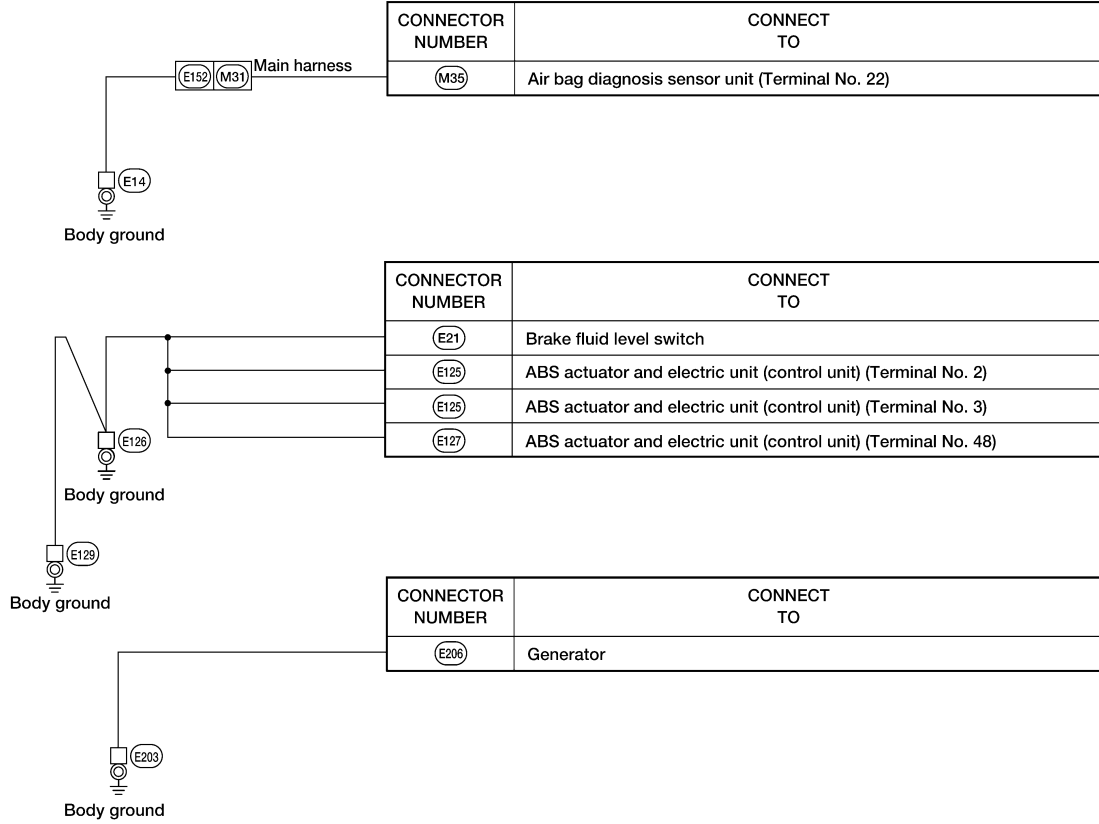 CONNECTOR NUMBER
CONNECT TO
E152
M31
Main harness
M35
Air bag diagnosis sensor unit (Terminal No. 22)
E14
Body ground
CONNECTOR NUMBER
CONNECT TO
E21
Brake fluid level switch
E125
ABS actuator and electric unit (control unit) (Terminal No. 2)
E125
ABS actuator and electric unit (control unit) (Terminal No. 3)
E126
E127
ABS actuator and electric unit (control unit) (Terminal No. 48)
Body ground
E129
Body ground
CONNECTOR NUMBER
CONNECT TO
E206
Generator
E203
Body ground